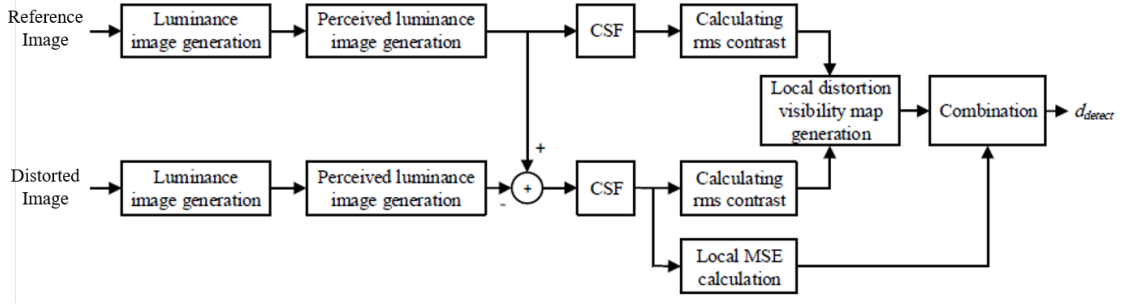 Reference
Image
Luminance
image generation
Perceived luminance
image generation
CSF
Calculating
rms contrast
Local distortion
visibility map
generation
Combination
d_detect
+
Distorted
Image
Luminance
image generation
Perceived luminance
image generation
-
+
CSF
Calculating
rms contrast
Local MSE
calculation